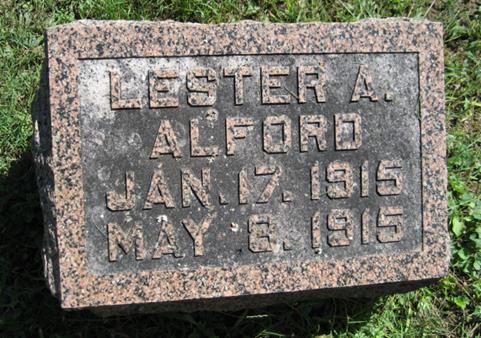 LESTER A.
ALFORD
JAN. 17. 1915
MAY 8. 1915